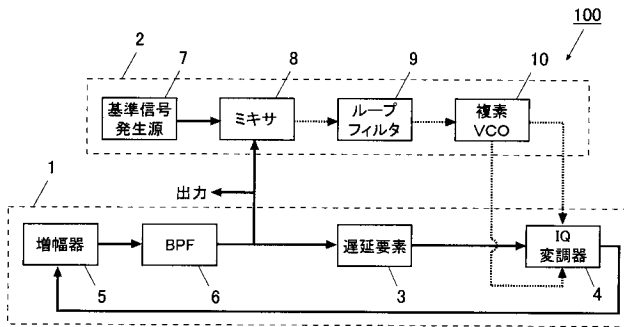 100
2
7
8
9
10
基準信号
発生源
ミキサ
ループ
フィルタ
複素
VCO
1
出力
増幅器
BPF
遅延要素
IQ
変調器
5
6
3
4